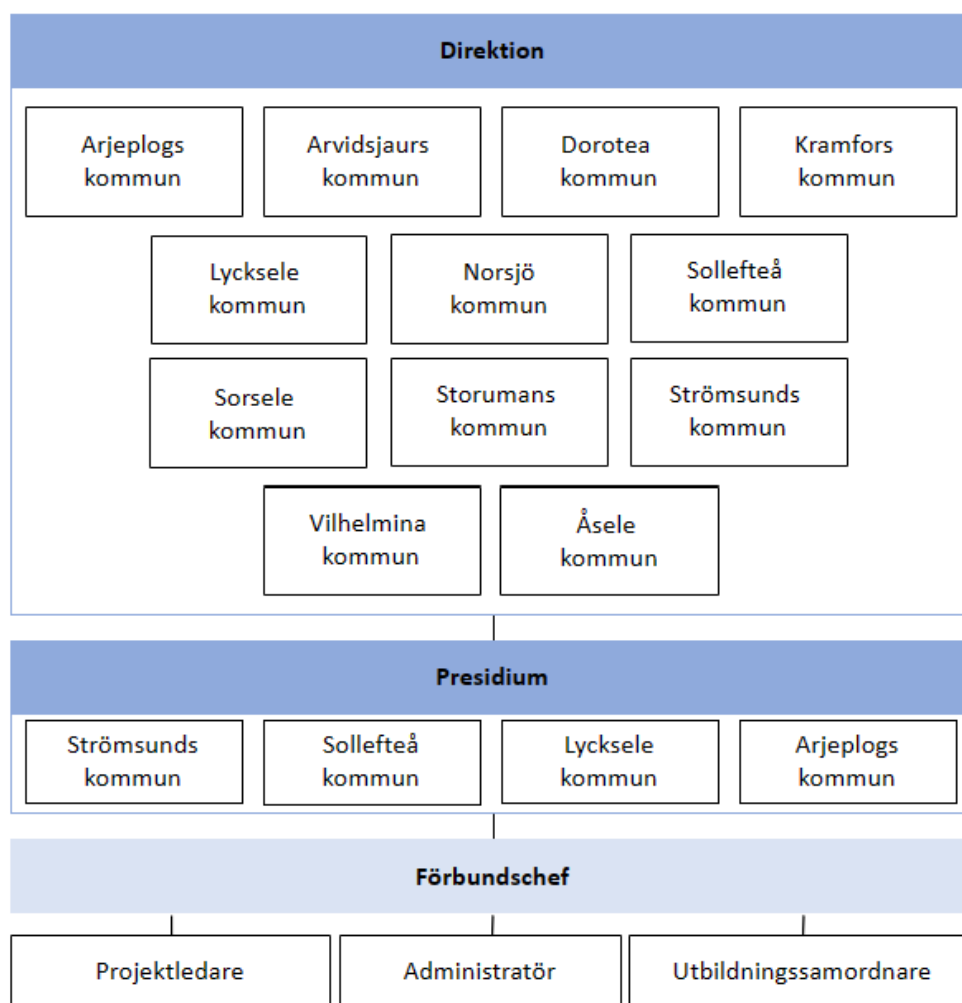 Direktion
Arjeplogs
kommun
Arvidsjaurs
kommun
Dorotea
kommun
Kramfors
kommun
Lycksele
kommun
Norsjö
kommun
Sollefteå
kommun
Sorsele
kommun
Storumans
kommun
Strömsunds
kommun
Vilhelmina
kommun
Åsele
kommun
Presidium
Strömsunds
kommun
Sollefteå
kommun
Lycksele
kommun
Arjeplogs
kommun
Förbundschef
Projektledare
Administratör
Utbildningssamordnare